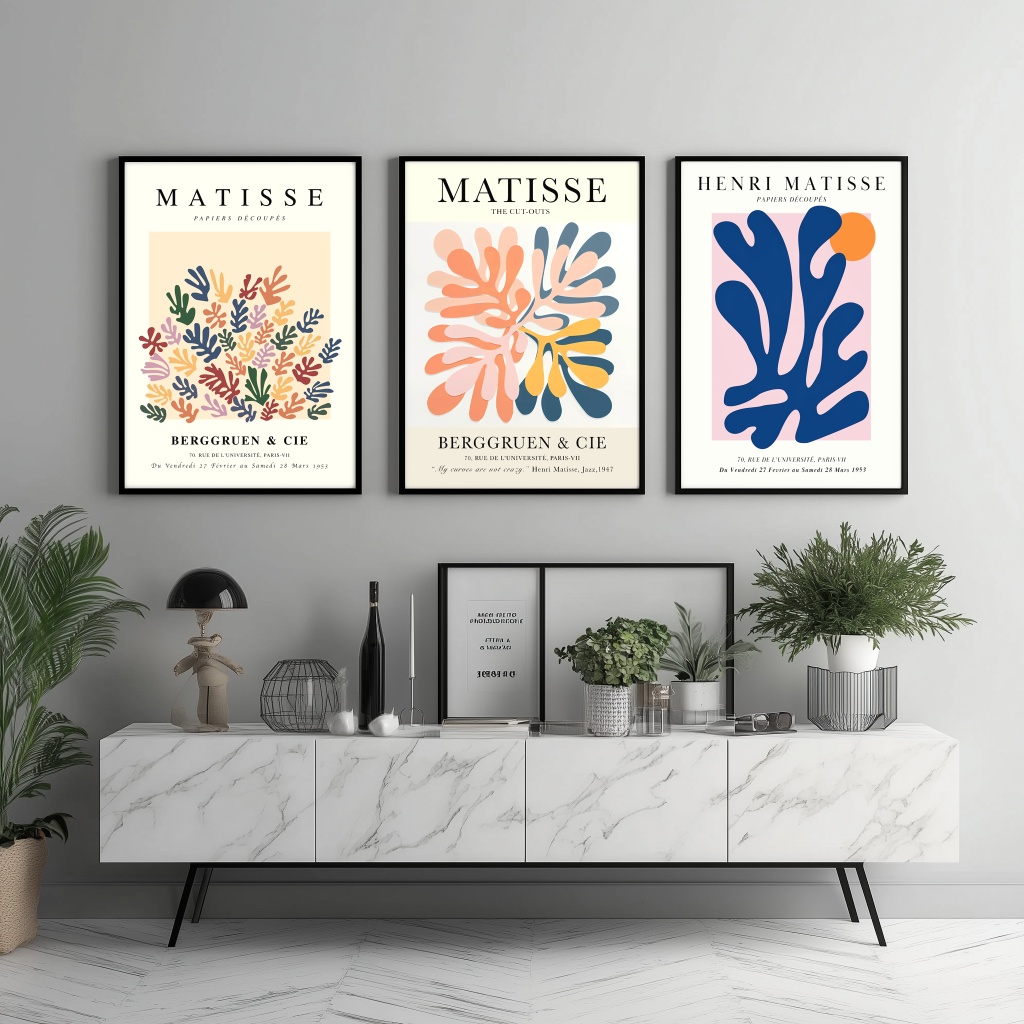 MATISSE
PAPIERS DÉCOUPÉS
BERGGRUEN & CIE
70, RUE DE L'UNIVERSITÉ, PARIS-VII
Du Vendredi 27 Février au Samedi 28 Mars 1953
MATISSE
THE CUT-OUTS
BERGGRUEN & CIE
70, RUE DE L'UNIVERSITÉ, PARIS-VII
"My curves are not crazy." Henri Matisse, Jazz,1947
HENRI MATISSE
PAPIERS DÉCOUPÉS
70, RUE DE L'UNIVERSITÉ, PARIS-VII
Du Vendredi 27 Février au Samedi 28 Mars 1953